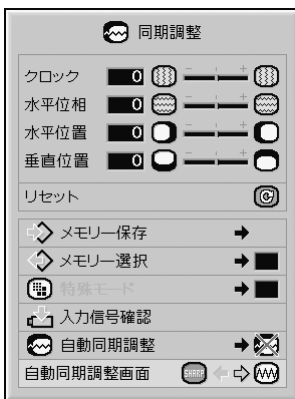 同期調整
クロック 0 − +
水平位相 0 − +
水平位置 0 − +
垂直位置 0 − +
リセット
メモリー保存
メモリー選択
特殊モード
入力信号確認
自動同期調整
自動同期調整画面 SHARP